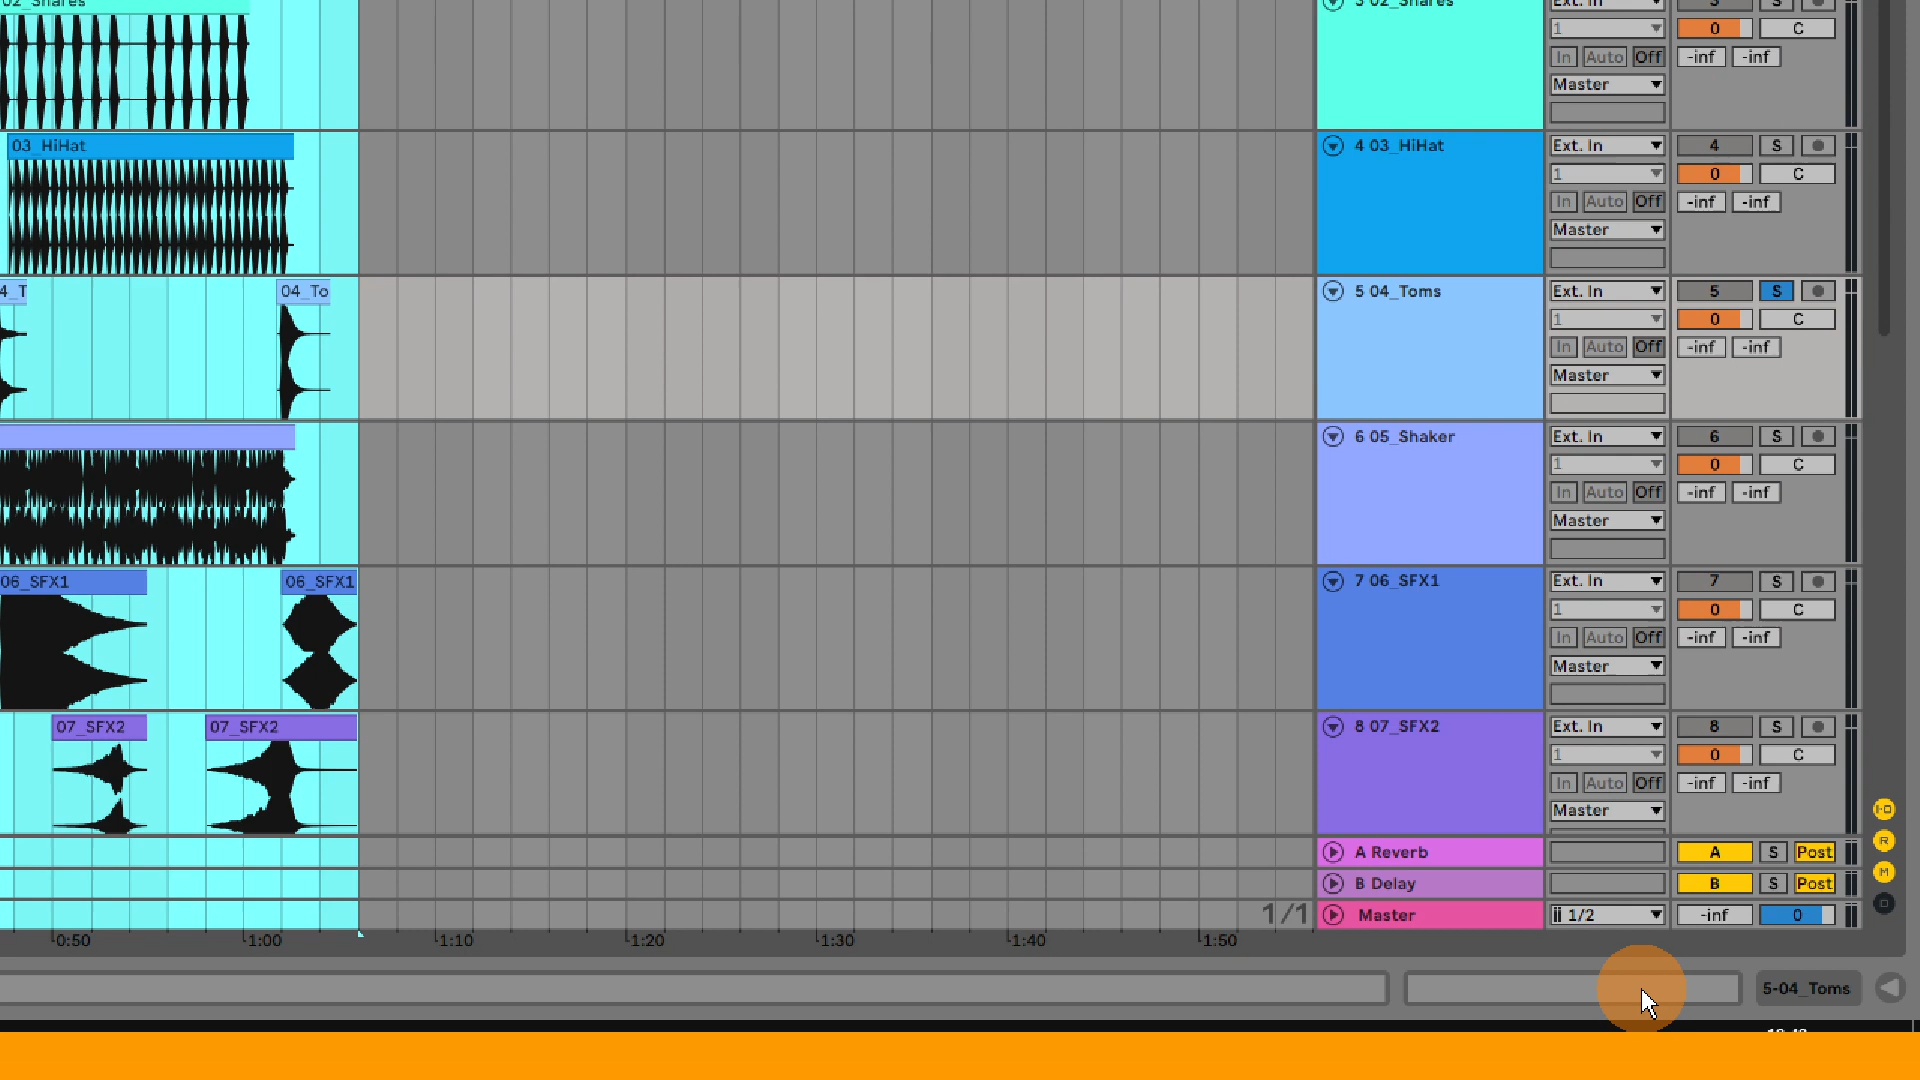 02_Snares
3 02_Snares
Ext. In
3
S
1
0
C
In
Auto
Off
-inf
-inf
Master
03_HiHat
4 03_HiHat
Ext. In
4
S
1
0
C
In
Auto
Off
-inf
-inf
Master
4_T
04_To
5 04_Toms
Ext. In
5
S
1
0
C
In
Auto
Off
-inf
-inf
Master
6 05_Shaker
Ext. In
6
S
1
0
C
In
Auto
Off
-inf
-inf
Master
06_SFX1
06_SFX1
7 06_SFX1
Ext. In
7
S
1
0
C
In
Auto
Off
-inf
-inf
Master
07_SFX2
07_SFX2
8 07_SFX2
Ext. In
8
S
1
0
C
In
Auto
Off
-inf
-inf
Master
I·O
A Reverb
A
S
Post
R
B Delay
B
S
Post
M
1/1
Master
1/2
-inf
0
D
0:50
1:00
1:10
1:20
1:30
1:40
1:50
5-04_Toms